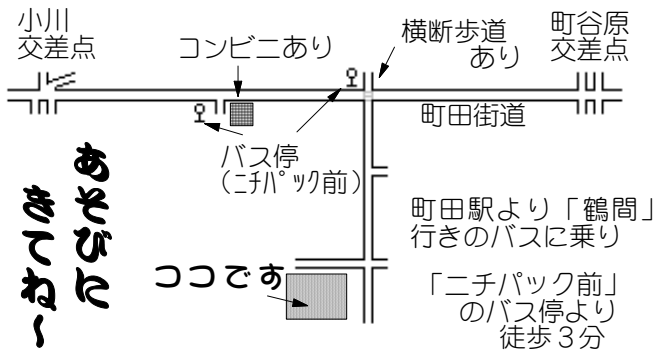 小川
交差点
コンビニあり
横断歩道
あり
町谷原
交差点
町田街道
バス停
(ニチパック前)
あそびに
きてね～
町田駅より「鶴間」
行きのバスに乗り
ココです
「ニチパック前」
のバス停より
徒歩３分